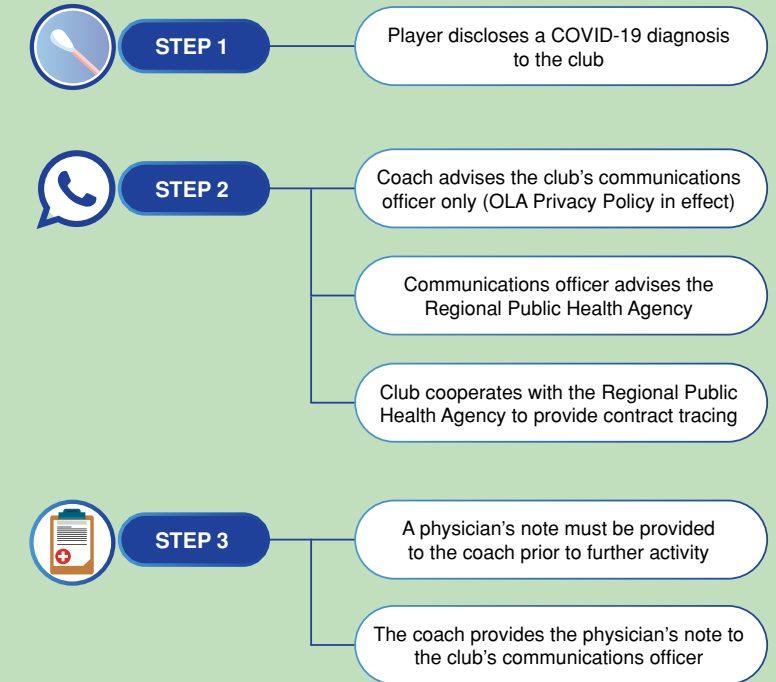 STEP 1
Player discloses a COVID-19 diagnosis
to the club
STEP 2
Coach advises the club's communications
officer only (OLA Privacy Policy in effect)
Communications officer advises the
Regional Public Health Agency
Club cooperates with the Regional Public
Health Agency to provide contract tracing
STEP 3
A physician's note must be provided
to the coach prior to further activity
The coach provides the physician's note to
the club's communications officer